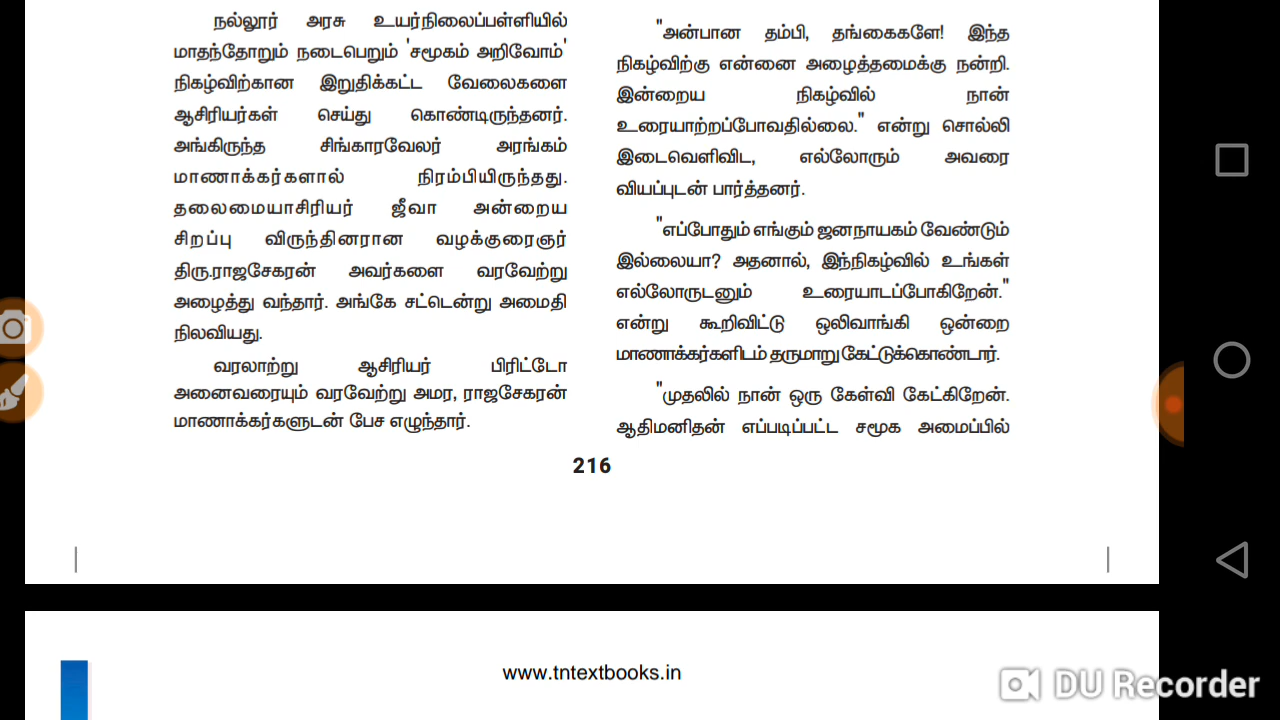 நல்லூர் அரசு உயர்நிலைப்பள்ளியில்
மாதந்தோறும் நடைபெறும் 'சமூகம் அறிவோம்'
நிகழ்விற்கான இறுதிக்கட்ட வேலைகளை
ஆசிரியர்கள் செய்து கொண்டிருந்தனர்.
அங்கிருந்த சிங்காரவேலர் அரங்கம்
மாணாக்கர்களால் நிரம்பியிருந்தது.
தலைமையாசிரியர் ஜீவா அன்றைய
சிறப்பு விருந்தினரான வழக்குரைஞர்
திரு.ராஜசேகரன் அவர்களை வரவேற்று
அழைத்து வந்தார். அங்கே சட்டென்று அமைதி
நிலவியது.
வரலாற்று ஆசிரியர் பிரிட்டோ
அனைவரையும் வரவேற்று அமர, ராஜசேகரன்
மாணாக்கர்களுடன் பேச எழுந்தார்.
"அன்பான தம்பி, தங்கைகளே! இந்த
நிகழ்விற்கு என்னை அழைத்தமைக்கு நன்றி.
இன்றைய நிகழ்வில் நான்
உரையாற்றப்போவதில்லை." என்று சொல்லி
இடைவெளிவிட, எல்லோரும் அவரை
வியப்புடன் பார்த்தனர்.
"எப்போதும் எங்கும் ஜனநாயகம் வேண்டும்
இல்லையா? அதனால், இந்நிகழ்வில் உங்கள்
எல்லோருடனும் உரையாடப்போகிறேன்."
என்று கூறிவிட்டு ஒலிவாங்கி ஒன்றை
மாணாக்கர்களிடம் தருமாறு கேட்டுக்கொண்டார்.
"முதலில் நான் ஒரு கேள்வி கேட்கிறேன்.
ஆதிமனிதன் எப்படிப்பட்ட சமூக அமைப்பில்
216
www.tntextbooks.in
DU Recorder